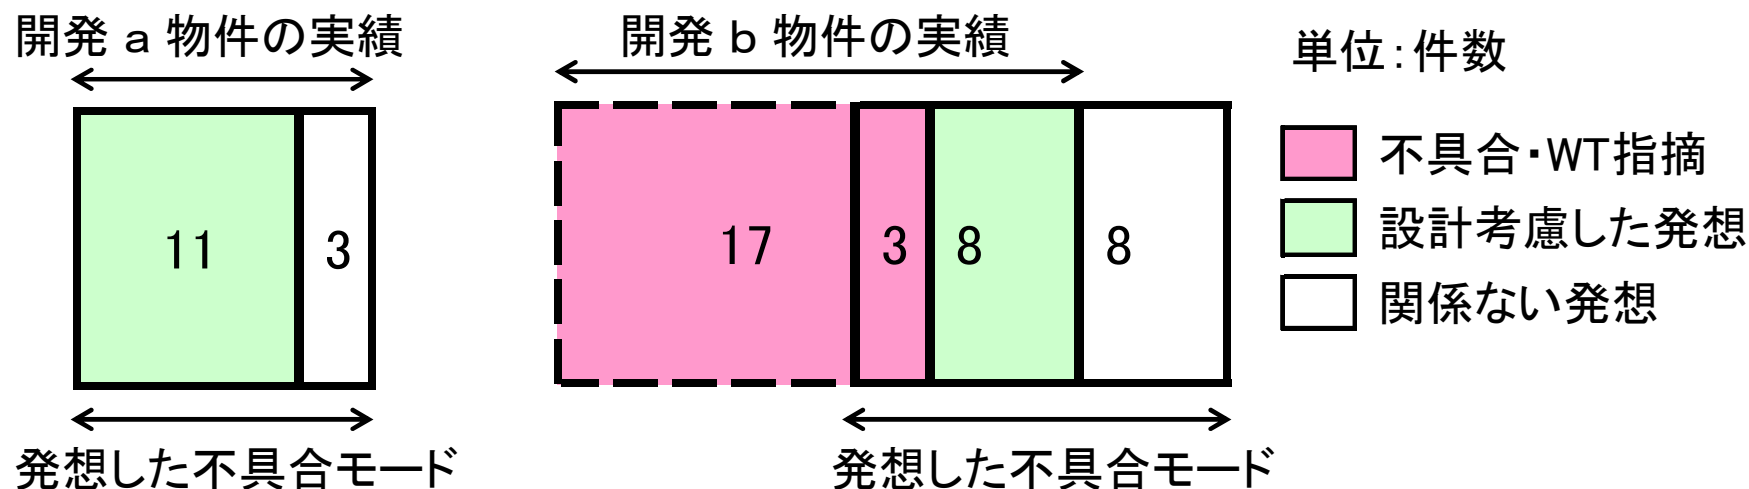 開発 a 物件の実績
開発 b 物件の実績
単位:件数
11
3
17
3
8
8
不具合・WT指摘
設計考慮した発想
関係ない発想
発想した不具合モード
発想した不具合モード